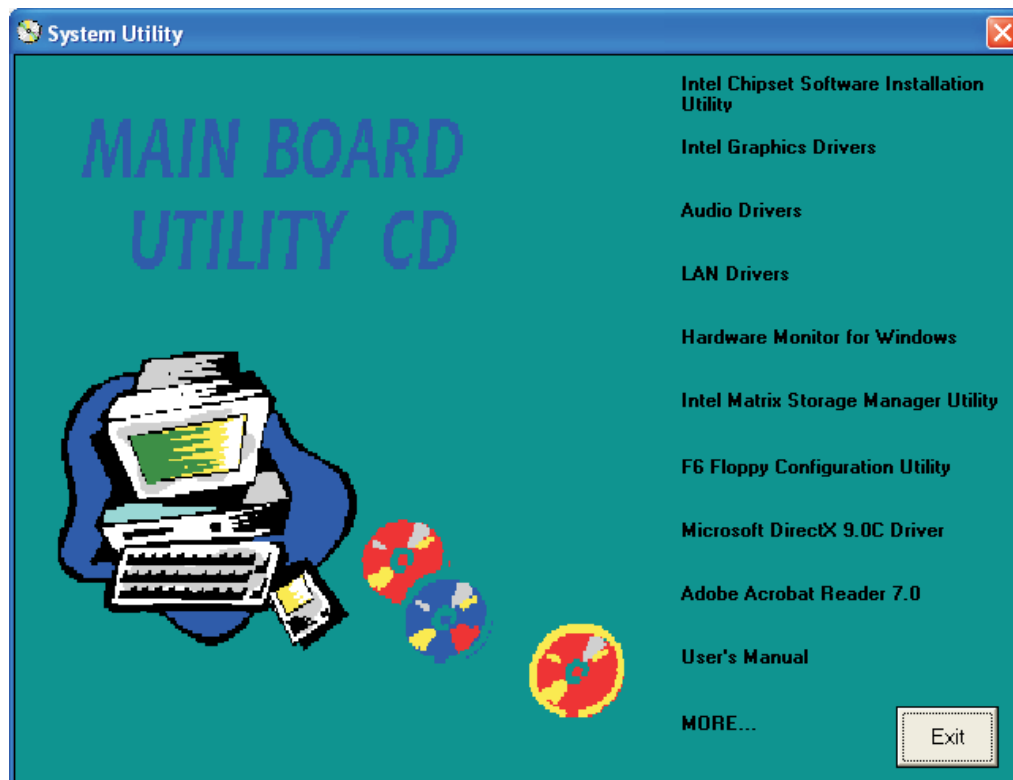 System Utility
MAIN BOARD
UTILITY CD
Intel Chipset Software Installation
Utility
Intel Graphics Drivers
Audio Drivers
LAN Drivers
Hardware Monitor for Windows
Intel Matrix Storage Manager Utility
F6 Floppy Configuration Utility
Microsoft DirectX 9.0C Driver
Adobe Acrobat Reader 7.0
User's Manual
MORE...
Exit